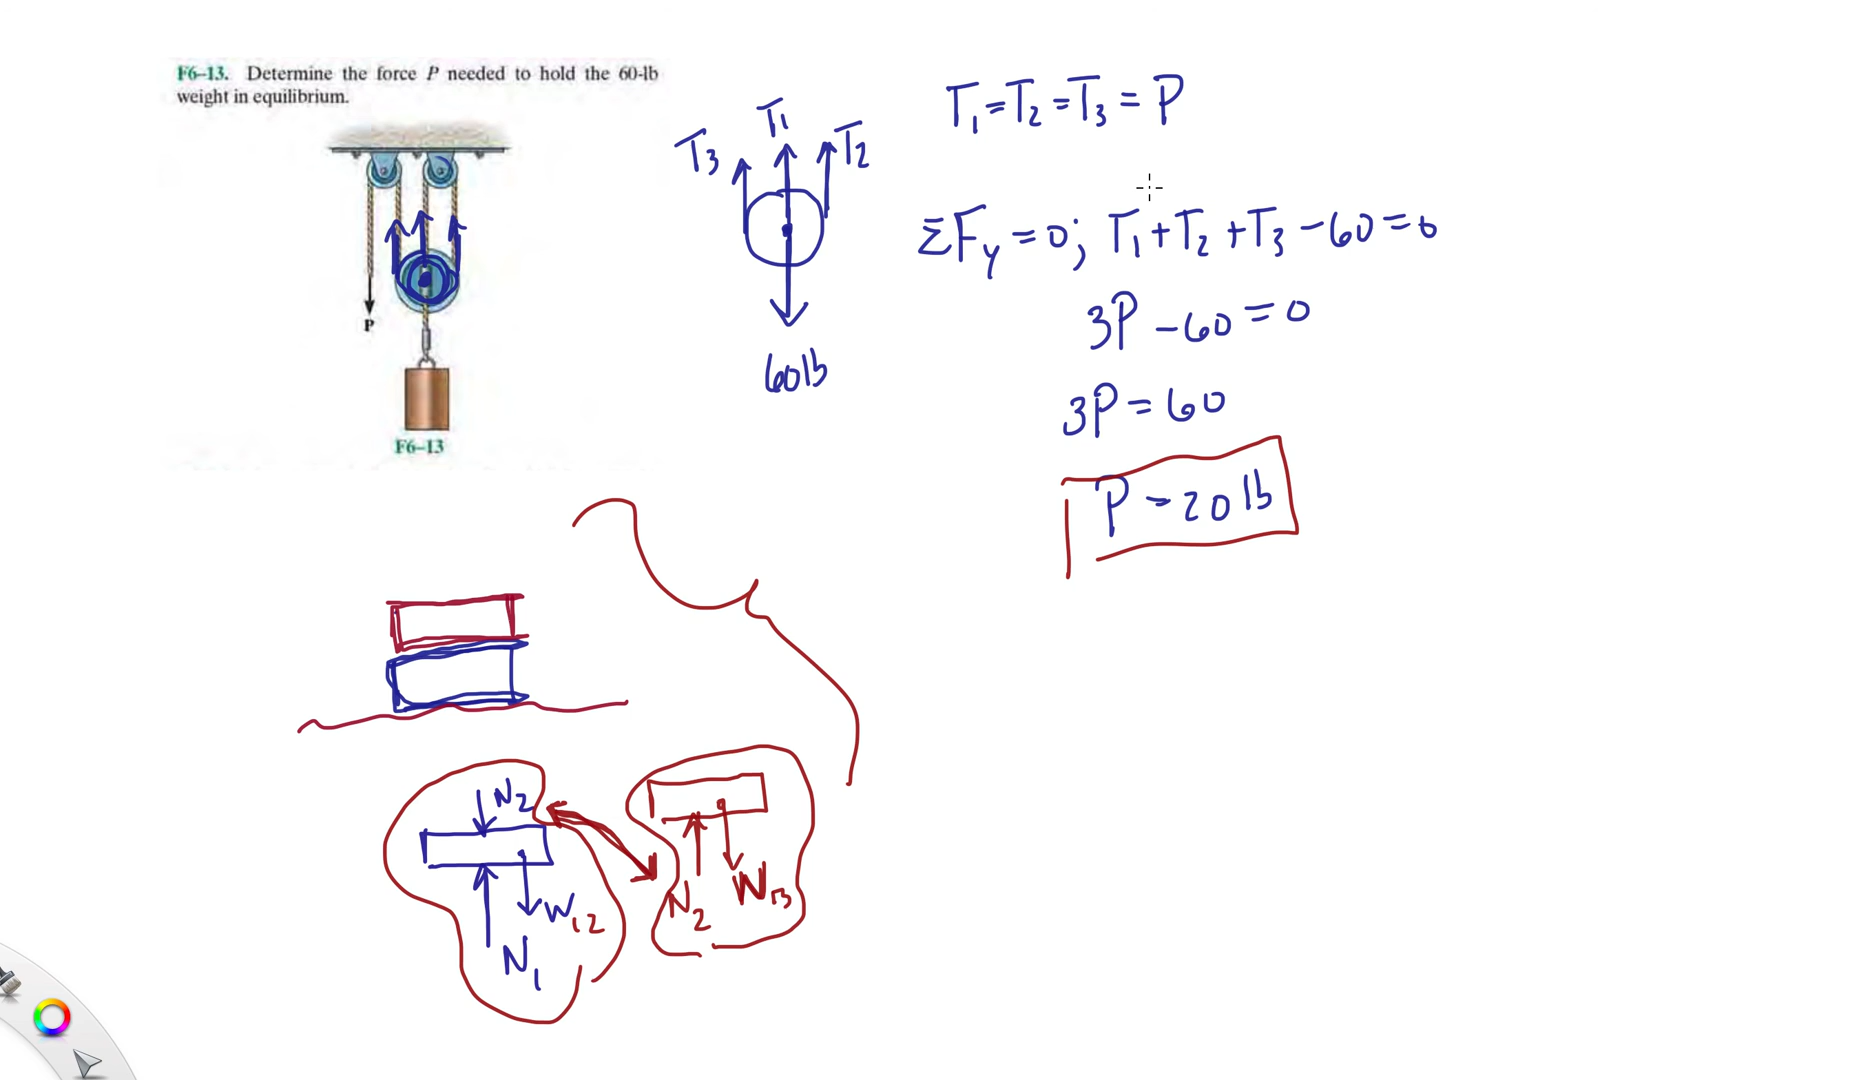 F6–13. Determine the force P needed to hold the 60-lb
weight in equilibrium.
P
F6–13
T3
T1
T2
60lb
T1=T2=T3=P
ΣFy=0; T1+T2+T3-60=0
3P-60=0
3P=60
P-20lb
N2
W12
N1
N2
W13